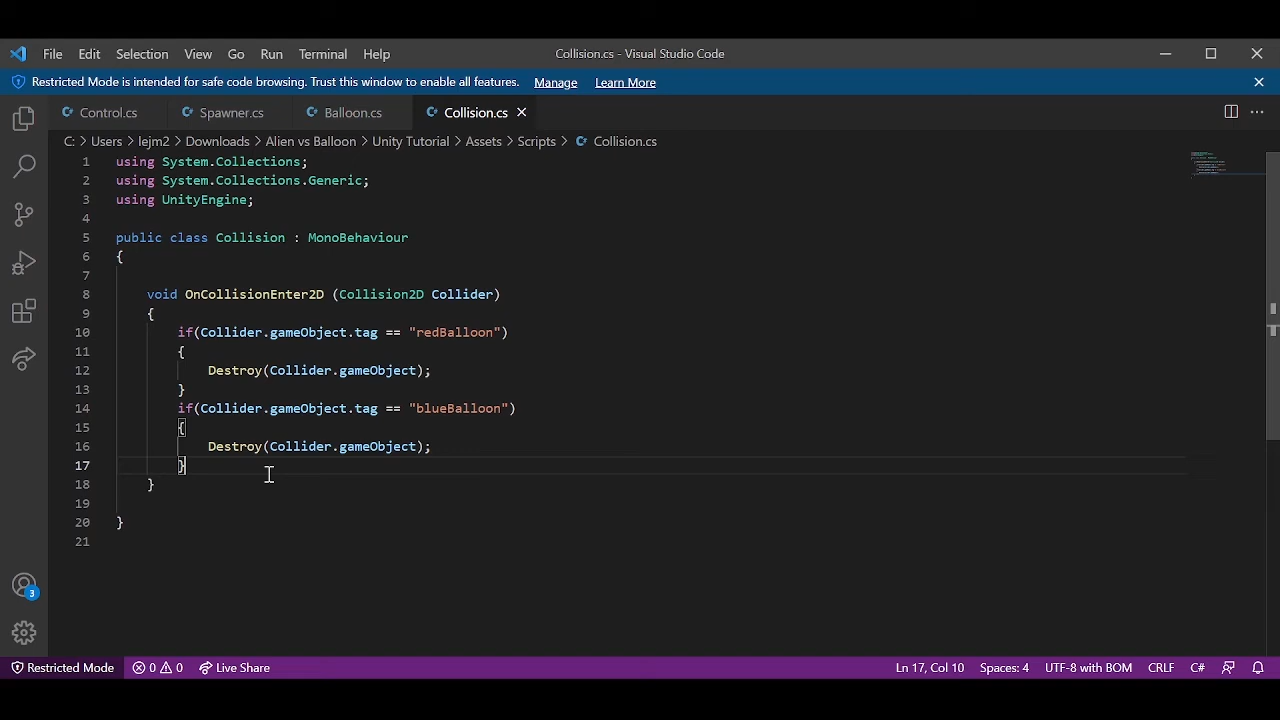 File Edit Selection View Go Run Terminal Help Collision.cs - Visual Studio Code
Restricted Mode is intended for safe code browsing. Trust this window to enable all features. Manage Learn More
Control.cs Spawner.cs Balloon.cs Collision.cs
C: > Users > lejm2 > Downloads > Alien vs Balloon > Unity Tutorial > Assets > Scripts > Collision.cs
1 using System.Collections;
2 using System.Collections.Generic;
3 using UnityEngine;
4
5 public class Collision : MonoBehaviour
6 {
7
8 void OnCollisionEnter2D (Collision2D Collider)
9 {
10 if(Collider.gameObject.tag == "redBalloon")
11 {
12 Destroy(Collider.gameObject);
13 }
14 if(Collider.gameObject.tag == "blueBalloon")
15 {
16 Destroy(Collider.gameObject);
17 }
18 }
19
20 }
21
3
Restricted Mode 0 0 Live Share Ln 17, Col 10 Spaces: 4 UTF-8 with BOM CRLF C#